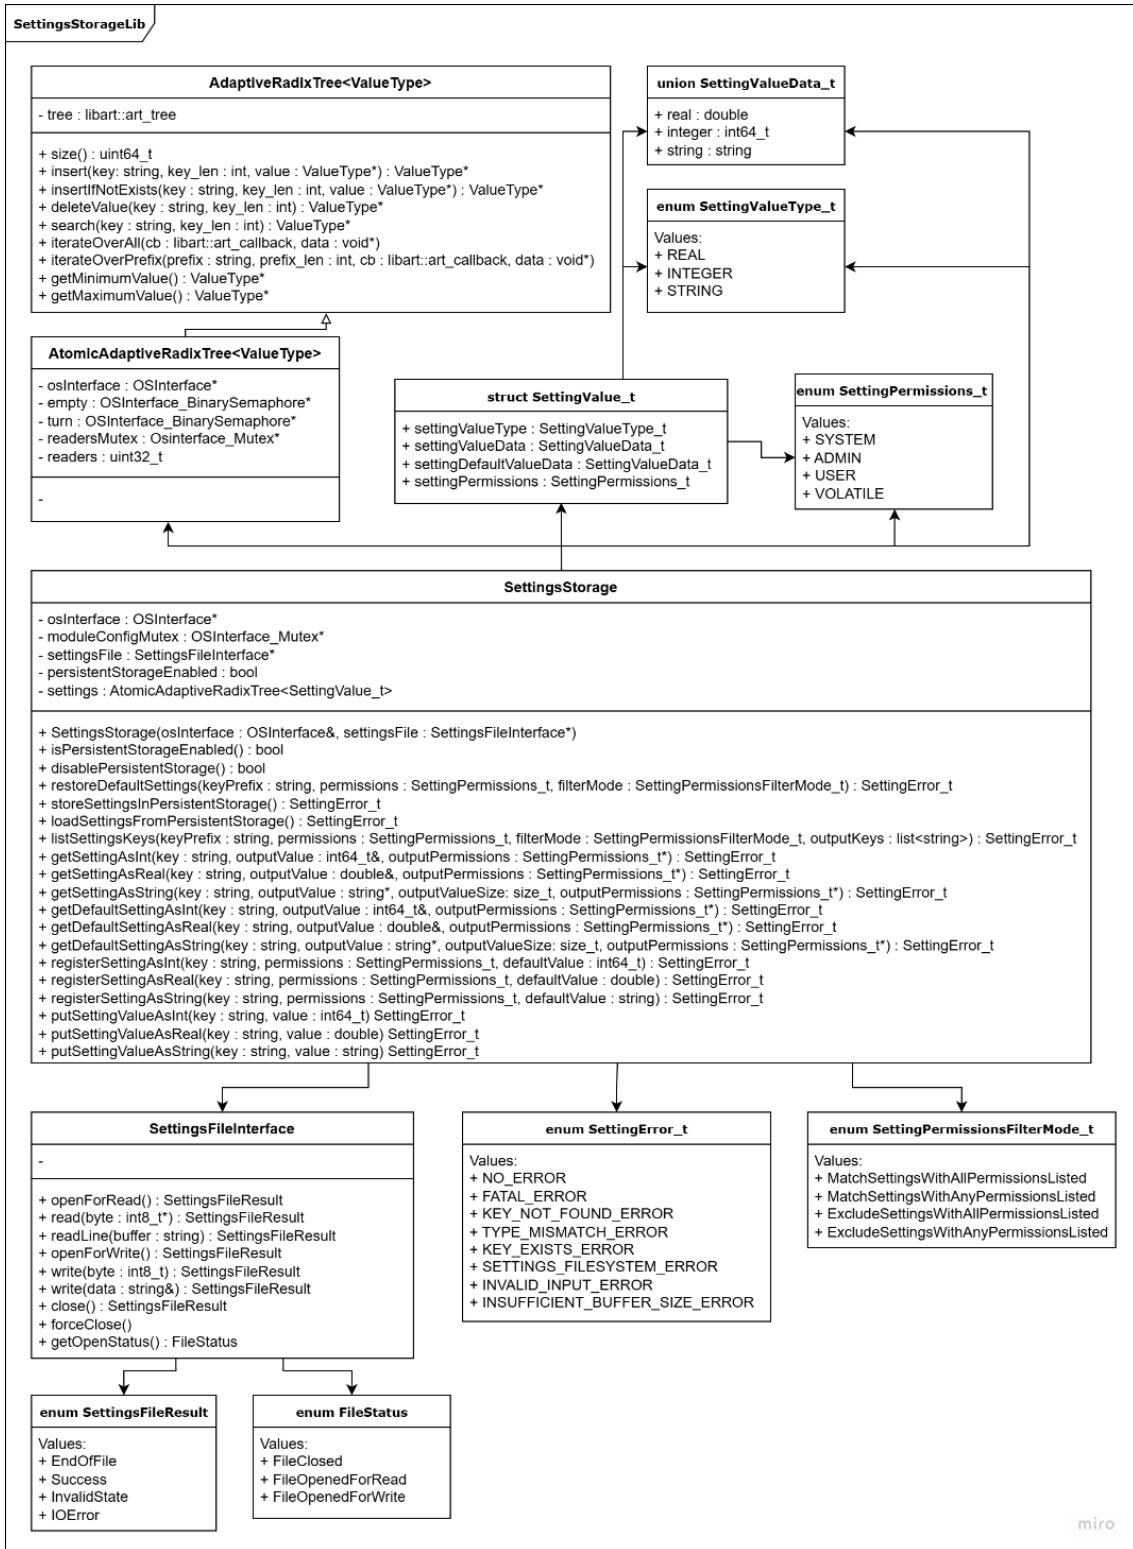 SettingsStorageLib
AdaptiveRadixTree<ValueType>
- tree : libart::art_tree
+ size() : uint64_t
+ insert(key: string, key_len : int, value : ValueType*) : ValueType*
+ insertIfNotExists(key : string, key_len : int, value : ValueType*) : ValueType*
+ deleteValue(key : string, key_len : int) : ValueType*
+ search(key : string, key_len : int) : ValueType*
+ iterateOverAll(cb : libart::art_callback, data : void*)
+ iterateOverPrefix(prefix : string, prefix_len : int, cb : libart::art_callback, data : void*)
+ getMinimumValue() : ValueType*
+ getMaximumValue() : ValueType*
union SettingValueData_t
+ real : double
+ integer : int64_t
+ string : string
enum SettingValueType_t
Values:
+ REAL
+ INTEGER
+ STRING
AtomicAdaptiveRadixTree<ValueType>
- osInterface : OSInterface*
- empty : OSInterface_BinarySemaphore*
- turn : OSInterface_BinarySemaphore*
- readersMutex : Osinterface_Mutex*
- readers : uint32_t
-
struct SettingValue_t
+ settingValueType : SettingValueType_t
+ settingValueData : SettingValueData_t
+ settingDefaultValueData : SettingValueData_t
+ settingPermissions : SettingPermissions_t
enum SettingPermissions_t
Values:
+ SYSTEM
+ ADMIN
+ USER
+ VOLATILE
SettingsStorage
- osInterface : OSInterface*
- moduleConfigMutex : OSInterface_Mutex*
- settingsFile : SettingsFileInterface*
- persistentStorageEnabled : bool
- settings : AtomicAdaptiveRadixTree<SettingValue_t>
+ SettingsStorage(osInterface : OSInterface&, settingsFile : SettingsFileInterface*)
+ isPersistentStorageEnabled() : bool
+ disablePersistentStorage() : bool
+ restoreDefaultSettings(keyPrefix : string, permissions : SettingPermissions_t, filterMode : SettingPermissionsFilterMode_t) : SettingError_t
+ storeSettingsInPersistentStorage() : SettingError_t
+ loadSettingsFromPersistentStorage() : SettingError_t
+ listSettingsKeys(keyPrefix : string, permissions : SettingPermissions_t, filterMode : SettingPermissionsFilterMode_t, outputKeys : list<string>) : SettingError_t
+ getSettingAsInt(key : string, outputValue : int64_t&, outputPermissions : SettingPermissions_t*) : SettingError_t
+ getSettingAsReal(key : string, outputValue : double&, outputPermissions : SettingPermissions_t*) : SettingError_t
+ getSettingAsString(key : string, outputValue : string*, outputValueSize: size_t, outputPermissions : SettingPermissions_t*) : SettingError_t
+ getDefaultSettingAsInt(key : string, outputValue : int64_t&, outputPermissions : SettingPermissions_t*) : SettingError_t
+ getDefaultSettingAsReal(key : string, outputValue : double&, outputPermissions : SettingPermissions_t*) : SettingError_t
+ getDefaultSettingAsString(key : string, outputValue : string*, outputValueSize: size_t, outputPermissions : SettingPermissions_t*) : SettingError_t
+ registerSettingAsInt(key : string, permissions : SettingPermissions_t, defaultValue : int64_t) : SettingError_t
+ registerSettingAsReal(key : string, permissions : SettingPermissions_t, defaultValue : double) : SettingError_t
+ registerSettingAsString(key : string, permissions : SettingPermissions_t, defaultValue : string) : SettingError_t
+ putSettingValueAsInt(key : string, value : int64_t) SettingError_t
+ putSettingValueAsReal(key : string, value : double) SettingError_t
+ putSettingValueAsString(key : string, value : string) SettingError_t
SettingsFileInterface
-
+ openForRead() : SettingsFileResult
+ read(byte : int8_t*) : SettingsFileResult
+ readLine(buffer : string) : SettingsFileResult
+ openForWrite() : SettingsFileResult
+ write(byte : int8_t) : SettingsFileResult
+ write(data : string&) : SettingsFileResult
+ close() : SettingsFileResult
+ forceClose()
+ getOpenStatus() : FileStatus
enum SettingError_t
Values:
+ NO_ERROR
+ FATAL_ERROR
+ KEY_NOT_FOUND_ERROR
+ TYPE_MISMATCH_ERROR
+ KEY_EXISTS_ERROR
+ SETTINGS_FILESYSTEM_ERROR
+ INVALID_INPUT_ERROR
+ INSUFFICIENT_BUFFER_SIZE_ERROR
enum SettingPermissionsFilterMode_t
Values:
+ MatchSettingsWithAllPermissionsListed
+ MatchSettingsWithAnyPermissionsListed
+ ExcludeSettingsWithAllPermissionsListed
+ ExcludeSettingsWithAnyPermissionsListed
enum SettingsFileResult
Values:
+ EndOfFile
+ Success
+ InvalidState
+ IOError
enum FileStatus
Values:
+ FileClosed
+ FileOpenedForRead
+ FileOpenedForWrite
miro